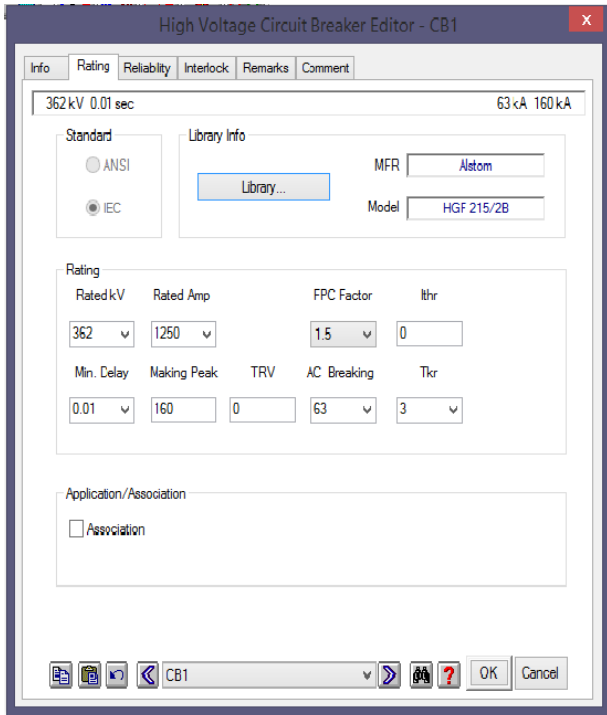 High Voltage Circuit Breaker Editor - CB1
x
Info Rating Reliablity Interlock Remarks Comment
362 kV 0.01 sec 63 kA 160 kA
Standard Library Info
ANSI
IEC
Library...
MFR Alstom
Model HGF 215/2B
Rating
Rated kV Rated Amp FPC Factor Ithr
362 1250 1.5 0
Min. Delay Making Peak TRV AC Breaking Tkr
0.01 160 0 63 3
Application/Association
Association
CB1 ? OK Cancel